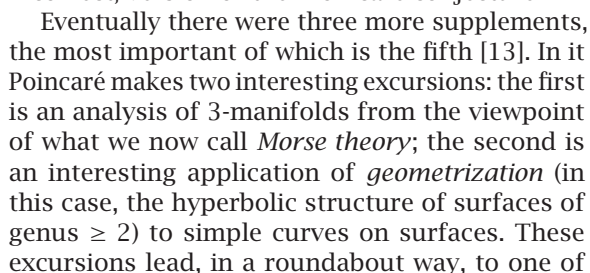 Eventually there were three more supplements,
the most important of which is the fifth [13]. In it
Poincaré makes two interesting excursions: the first
is an analysis of 3-manifolds from the viewpoint
of what we now call Morse theory; the second is
an interesting application of geometrization (in
this case, the hyperbolic structure of surfaces of
genus ≥ 2) to simple curves on surfaces. These
excursions lead, in a roundabout way, to one of